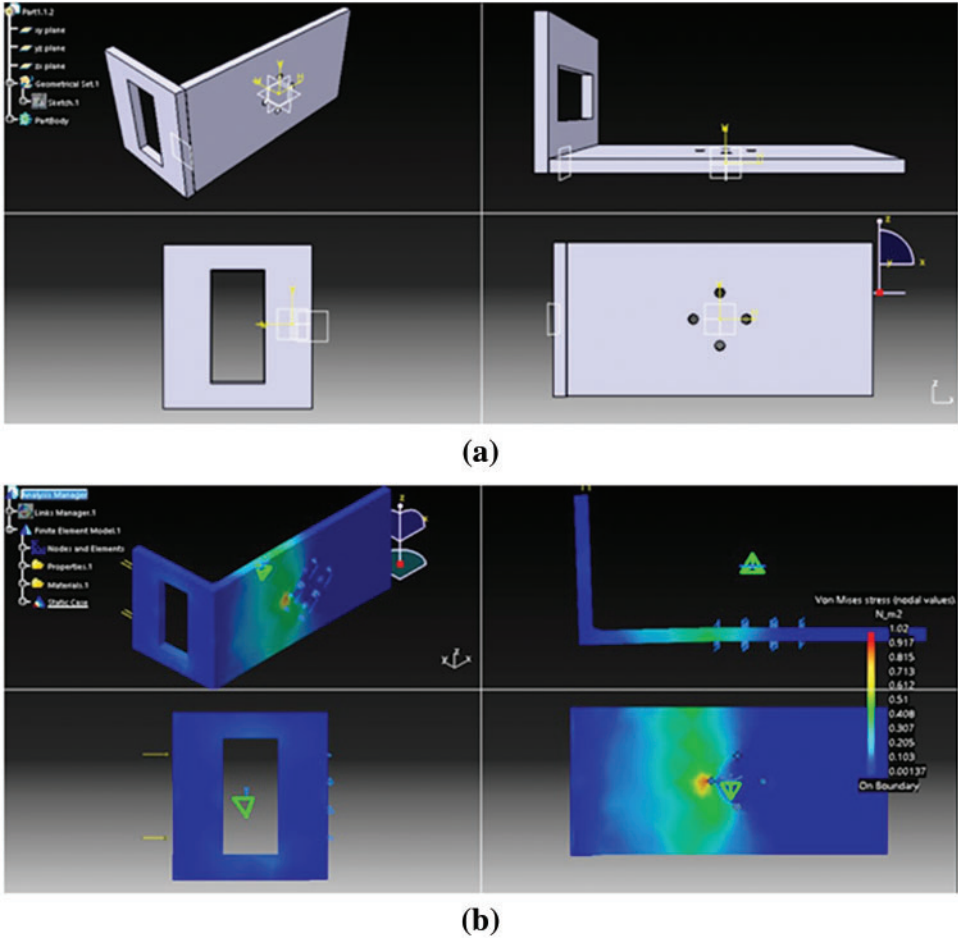 Part1.1.2
xy plane
yz plane
zx plane
Geometrical Set.1
Sketch.1
PartBody
z
y
x
z
(a)
Analysis Manager
Links Manager.1
Finite Element Model.1
Nodes and Elements
Properties.1
Materials.1
Static Case
z
x
z
y
x
Von Mises stress (nodal values)
N_m2
1.02
0.917
0.815
0.713
0.612
0.51
0.408
0.307
0.205
0.103
0.00137
On Boundary
(b)